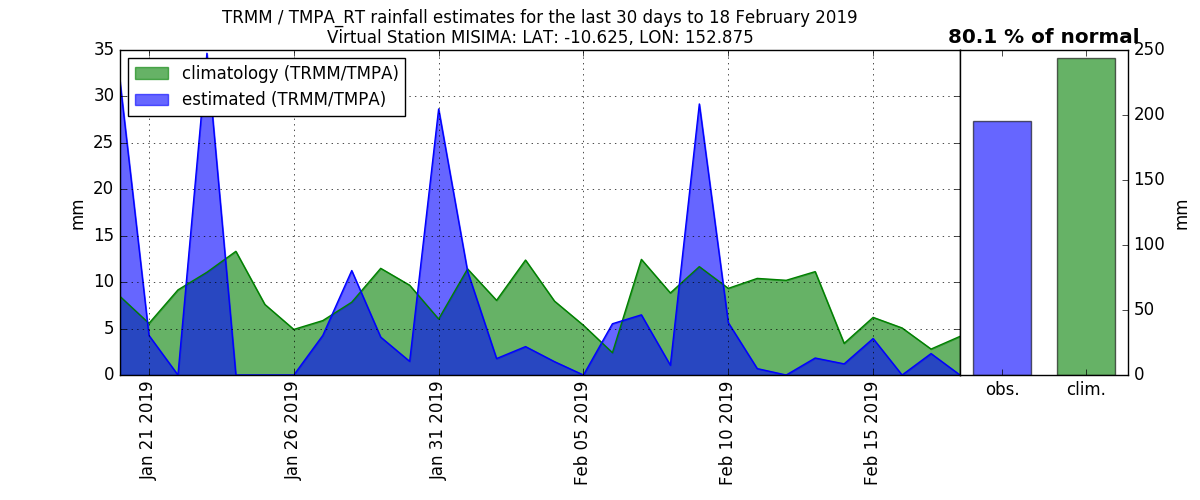 TRMM / TMPA_RT rainfall estimates for the last 30 days to 18 February 2019
Virtual Station MISIMA: LAT: -10.625, LON: 152.875
80.1 % of normal
climatology (TRMM/TMPA)
estimated (TRMM/TMPA)
35
30
25
20
15
10
5
0
mm
Jan 21 2019
Jan 26 2019
Jan 31 2019
Feb 05 2019
Feb 10 2019
Feb 15 2019
obs.
clim.
250
200
150
100
50
0
mm